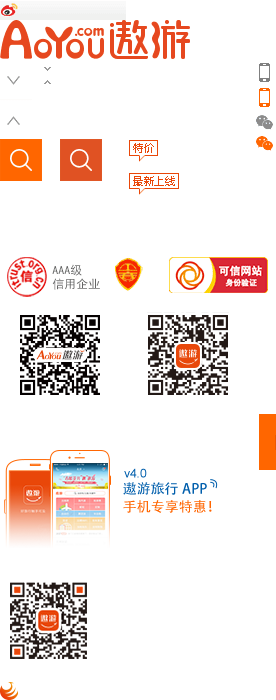 AoYou.com 遨游
特价
最新上线
itrust.org.cn
信
AAA级
信用企业
可信网站
身份验证
AoYou 遨游
遨游
遨游
v4.0
遨游旅行 APP
手机专享特惠!
遨游